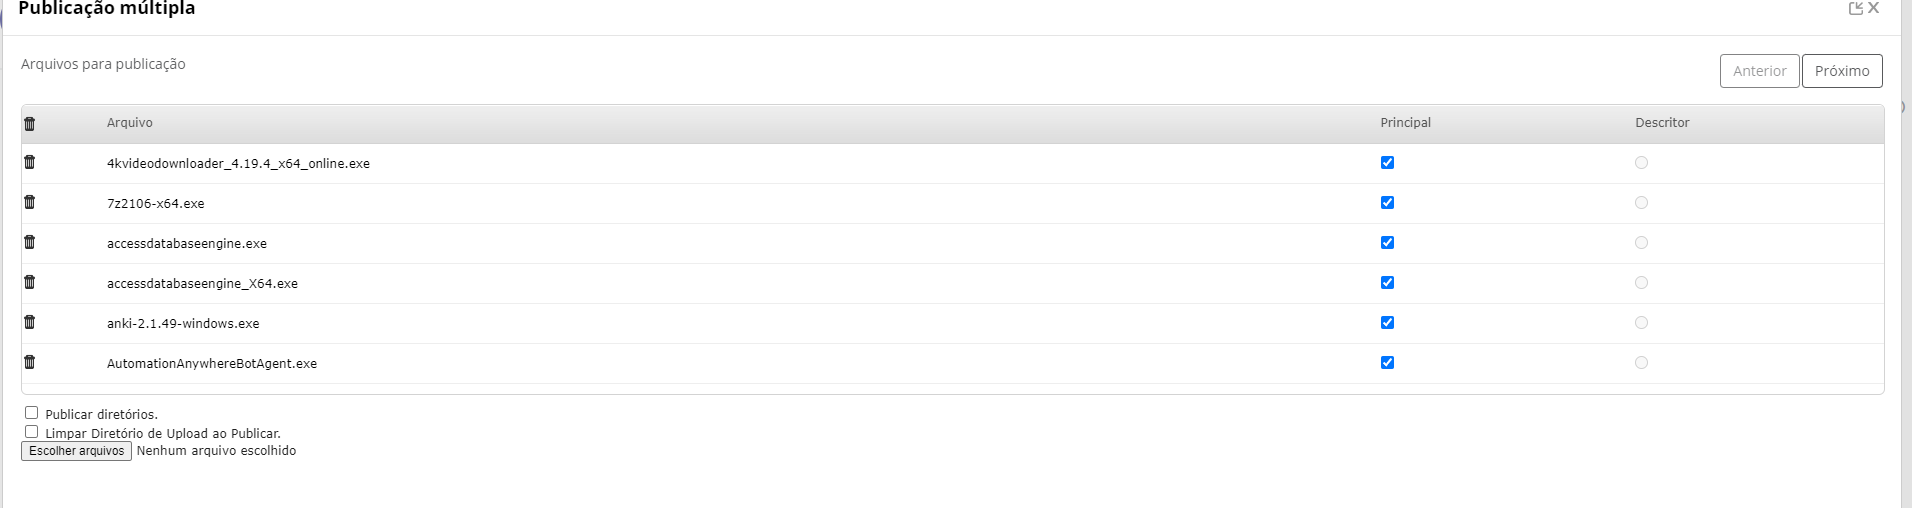 Publicação múltipla
Arquivos para publicação
Anterior Próximo
Arquivo Principal Descritor
4kvideodownloader_4.19.4_x64_online.exe
7z2106-x64.exe
accessdatabaseengine.exe
accessdatabaseengine_X64.exe
anki-2.1.49-windows.exe
AutomationAnywhereBotAgent.exe
Publicar diretórios.
Limpar Diretório de Upload ao Publicar.
Escolher arquivos Nenhum arquivo escolhido